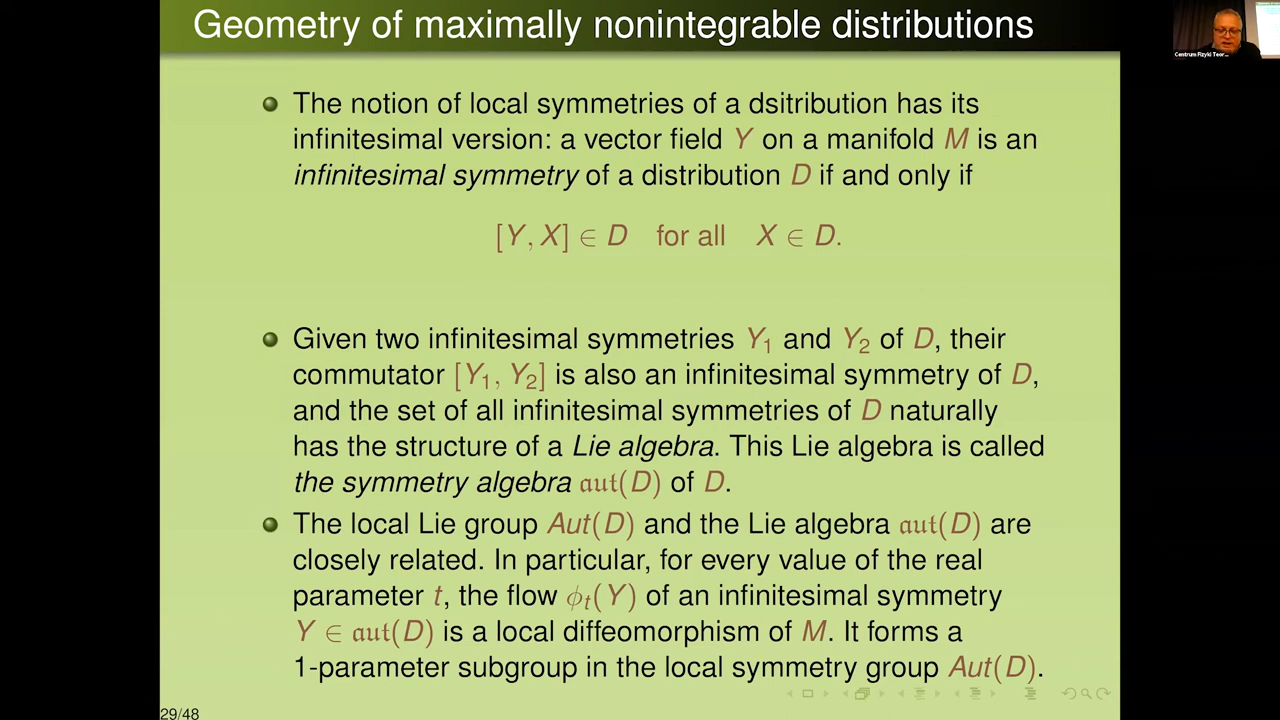 Geometry of maximally nonintegrable distributions
Centrum Fizyki Teor...
The notion of local symmetries of a dsitribution has its
infinitesimal version: a vector field Y on a manifold M is an
infinitesimal symmetry of a distribution D if and only if
[Y, X] ∈ D for all X ∈ D.
Given two infinitesimal symmetries Y₁ and Y₂ of D, their
commutator [Y₁, Y₂] is also an infinitesimal symmetry of D,
and the set of all infinitesimal symmetries of D naturally
has the structure of a Lie algebra. This Lie algebra is called
the symmetry algebra 𝔞𝔲𝔱(D) of D.
The local Lie group Aut(D) and the Lie algebra 𝔞𝔲𝔱(D) are
closely related. In particular, for every value of the real
parameter t, the flow ϕₜ(Y) of an infinitesimal symmetry
Y ∈ 𝔞𝔲𝔱(D) is a local diffeomorphism of M. It forms a
1-parameter subgroup in the local symmetry group Aut(D).
29/48